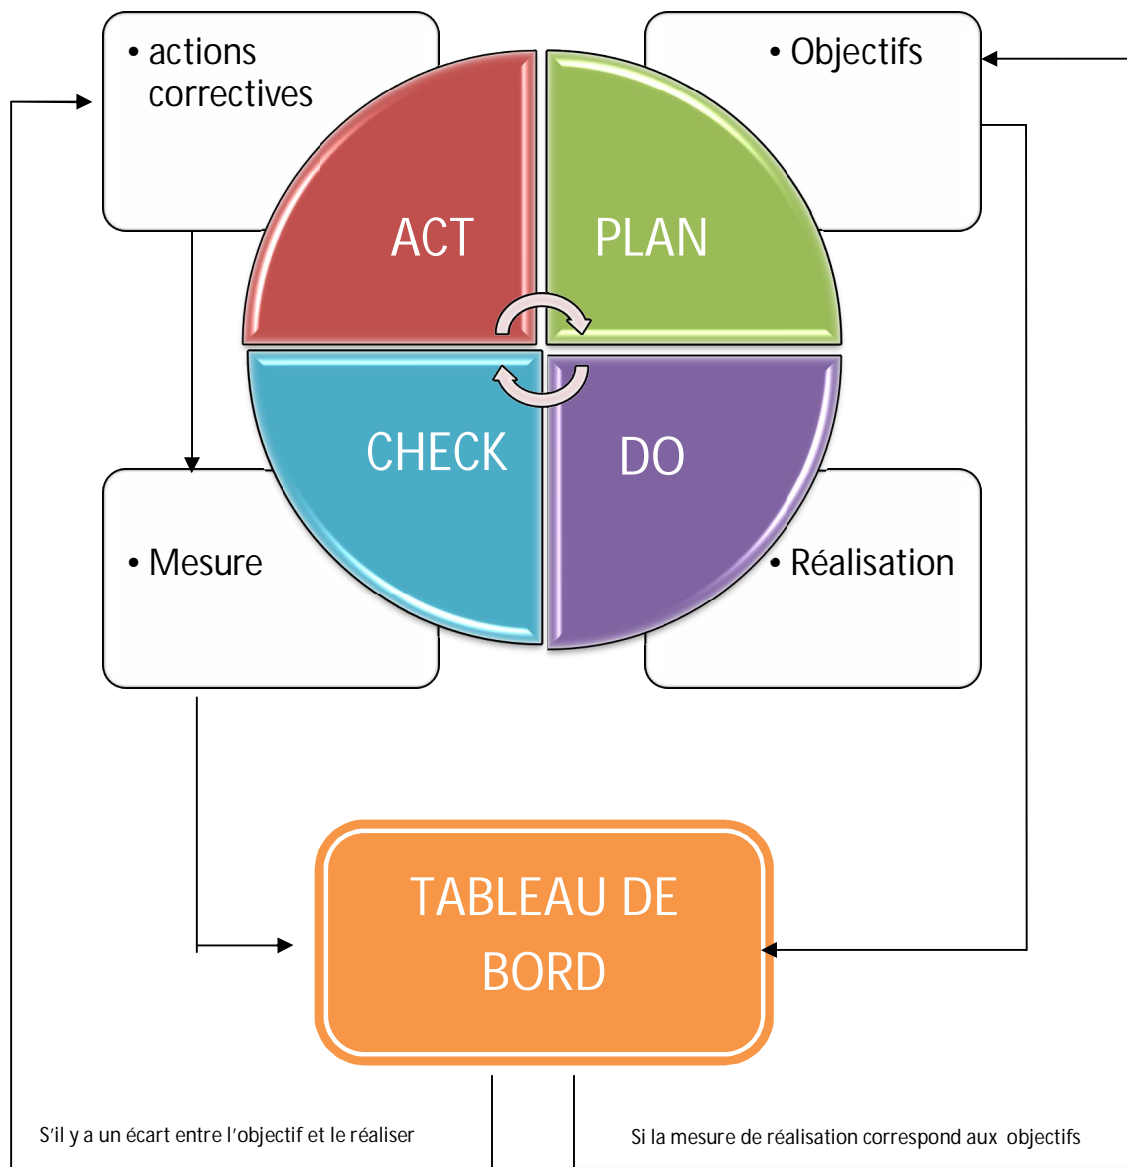 • actions
correctives
• Objectifs
ACT
PLAN
CHECK
DO
• Mesure
• Réalisation
TABLEAU DE
BORD
S'il y a un écart entre l'objectif et le réaliser
Si la mesure de réalisation correspond aux objectifs